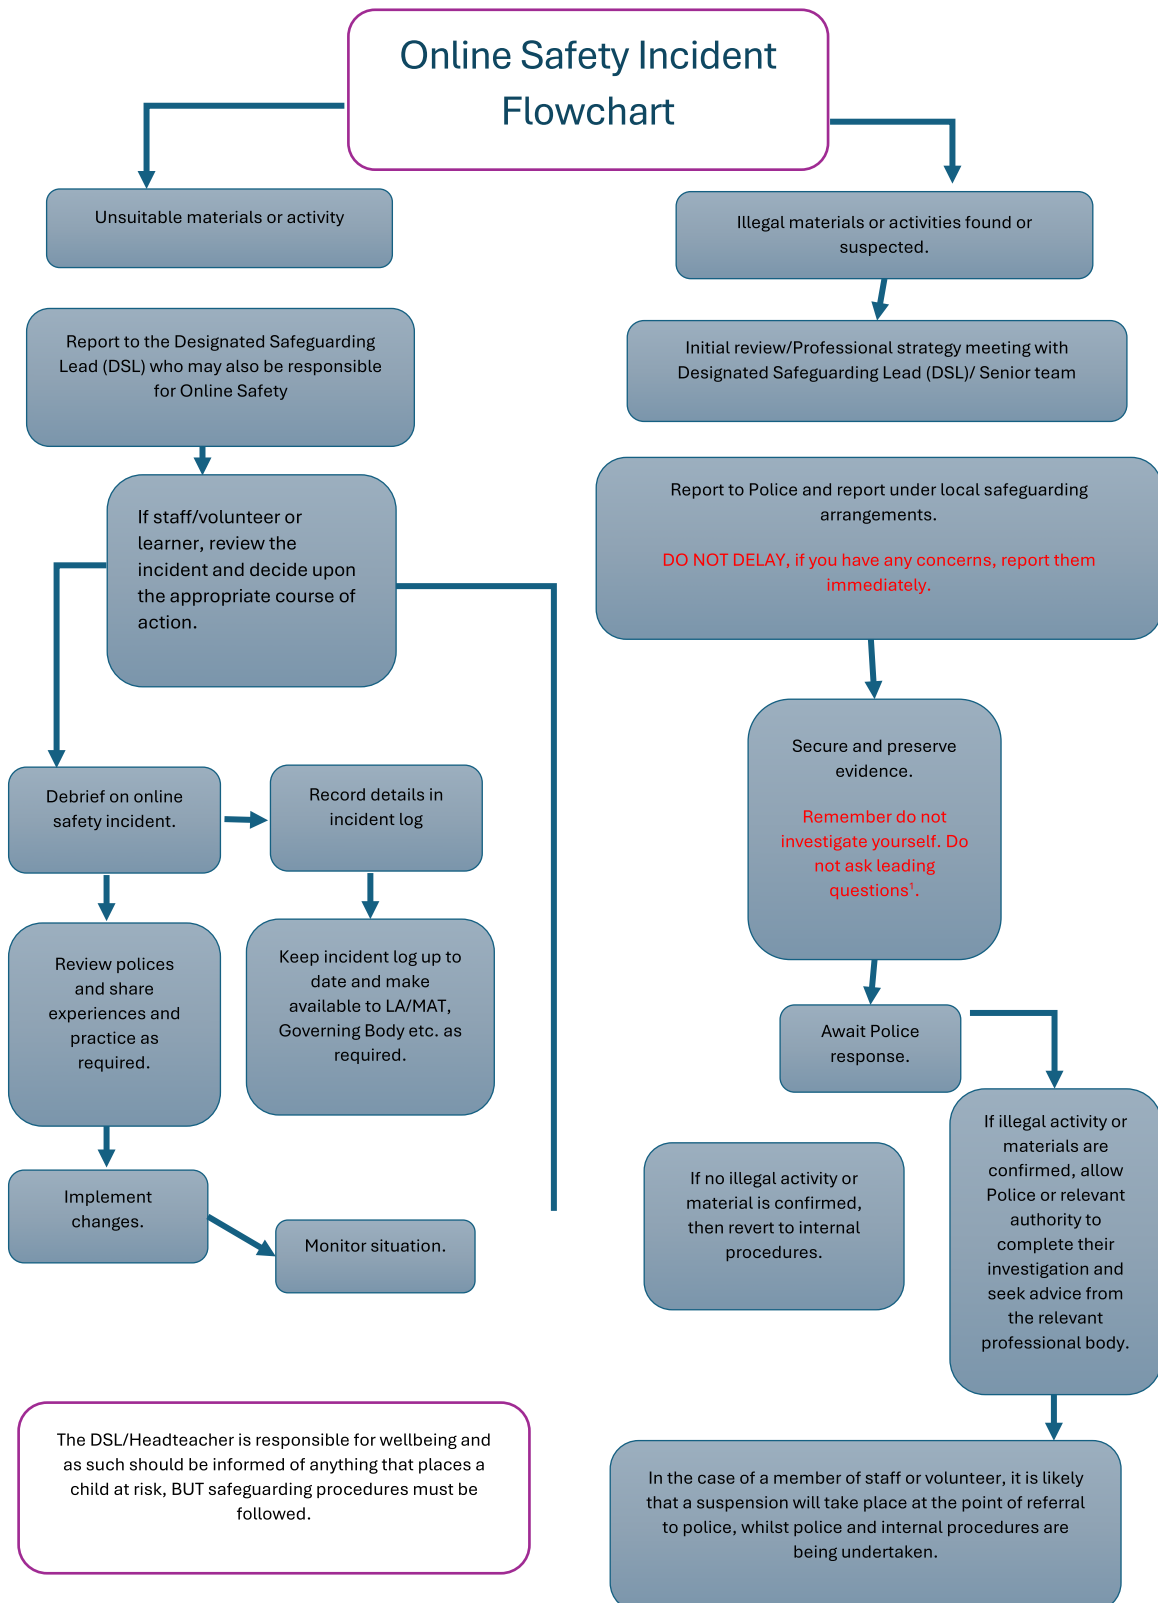 Online Safety Incident
Flowchart
Unsuitable materials or activity
Report to the Designated Safeguarding
Lead (DSL) who may also be responsible
for Online Safety
If staff/volunteer or
learner, review the
incident and decide upon
the appropriate course of
action.
Debrief on online
safety incident.
Record details in
incident log
Review polices
and share
experiences and
practice as
required.
Keep incident log up to
date and make
available to LA/MAT,
Governing Body etc. as
required.
Implement
changes.
Monitor situation.
The DSL/Headteacher is responsible for wellbeing and
as such should be informed of anything that places a
child at risk, BUT safeguarding procedures must be
followed.
Illegal materials or activities found or
suspected.
Initial review/Professional strategy meeting with
Designated Safeguarding Lead (DSL)/ Senior team
Report to Police and report under local safeguarding
arrangements.
DO NOT DELAY, if you have any concerns, report them
immediately.
Secure and preserve
evidence.
Remember do not
investigate yourself. Do
not ask leading
questions¹.
Await Police
response.
If no illegal activity or
material is confirmed,
then revert to internal
procedures.
If illegal activity or
materials are
confirmed, allow
Police or relevant
authority to
complete their
investigation and
seek advice from
the relevant
professional body.
In the case of a member of staff or volunteer, it is likely
that a suspension will take place at the point of referral
to police, whilst police and internal procedures are
being undertaken.